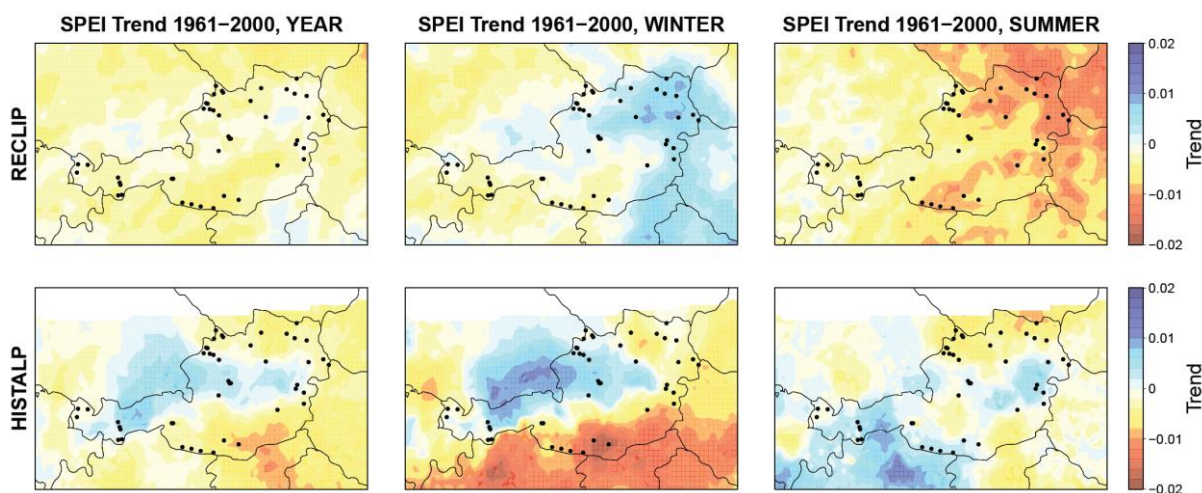 SPEI Trend 1961−2000, YEAR
SPEI Trend 1961−2000, WINTER
SPEI Trend 1961−2000, SUMMER
RECLIP
0.02
0.01
0
−0.01
−0.02
Trend
HISTALP
0.02
0.01
0
−0.01
−0.02
Trend